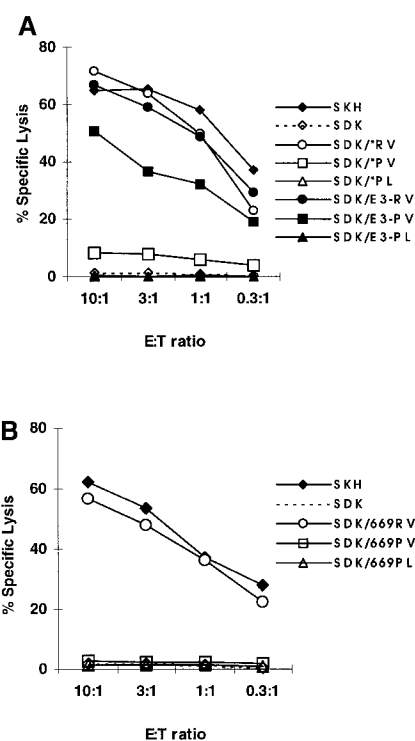 A
80
60
40
20
0
% Specific Lysis
10:1 3:1 1:1 0.3:1
E:T ratio
SKH
SDK
SDK/*RV
SDK/*PV
SDK/*PL
SDK/E3-RV
SDK/E3-PV
SDK/E3-PL
B
80
60
40
20
0
% Specific Lysis
10:1 3:1 1:1 0.3:1
E:T ratio
SKH
SDK
SDK/669RV
SDK/669PV
SDK/669PL